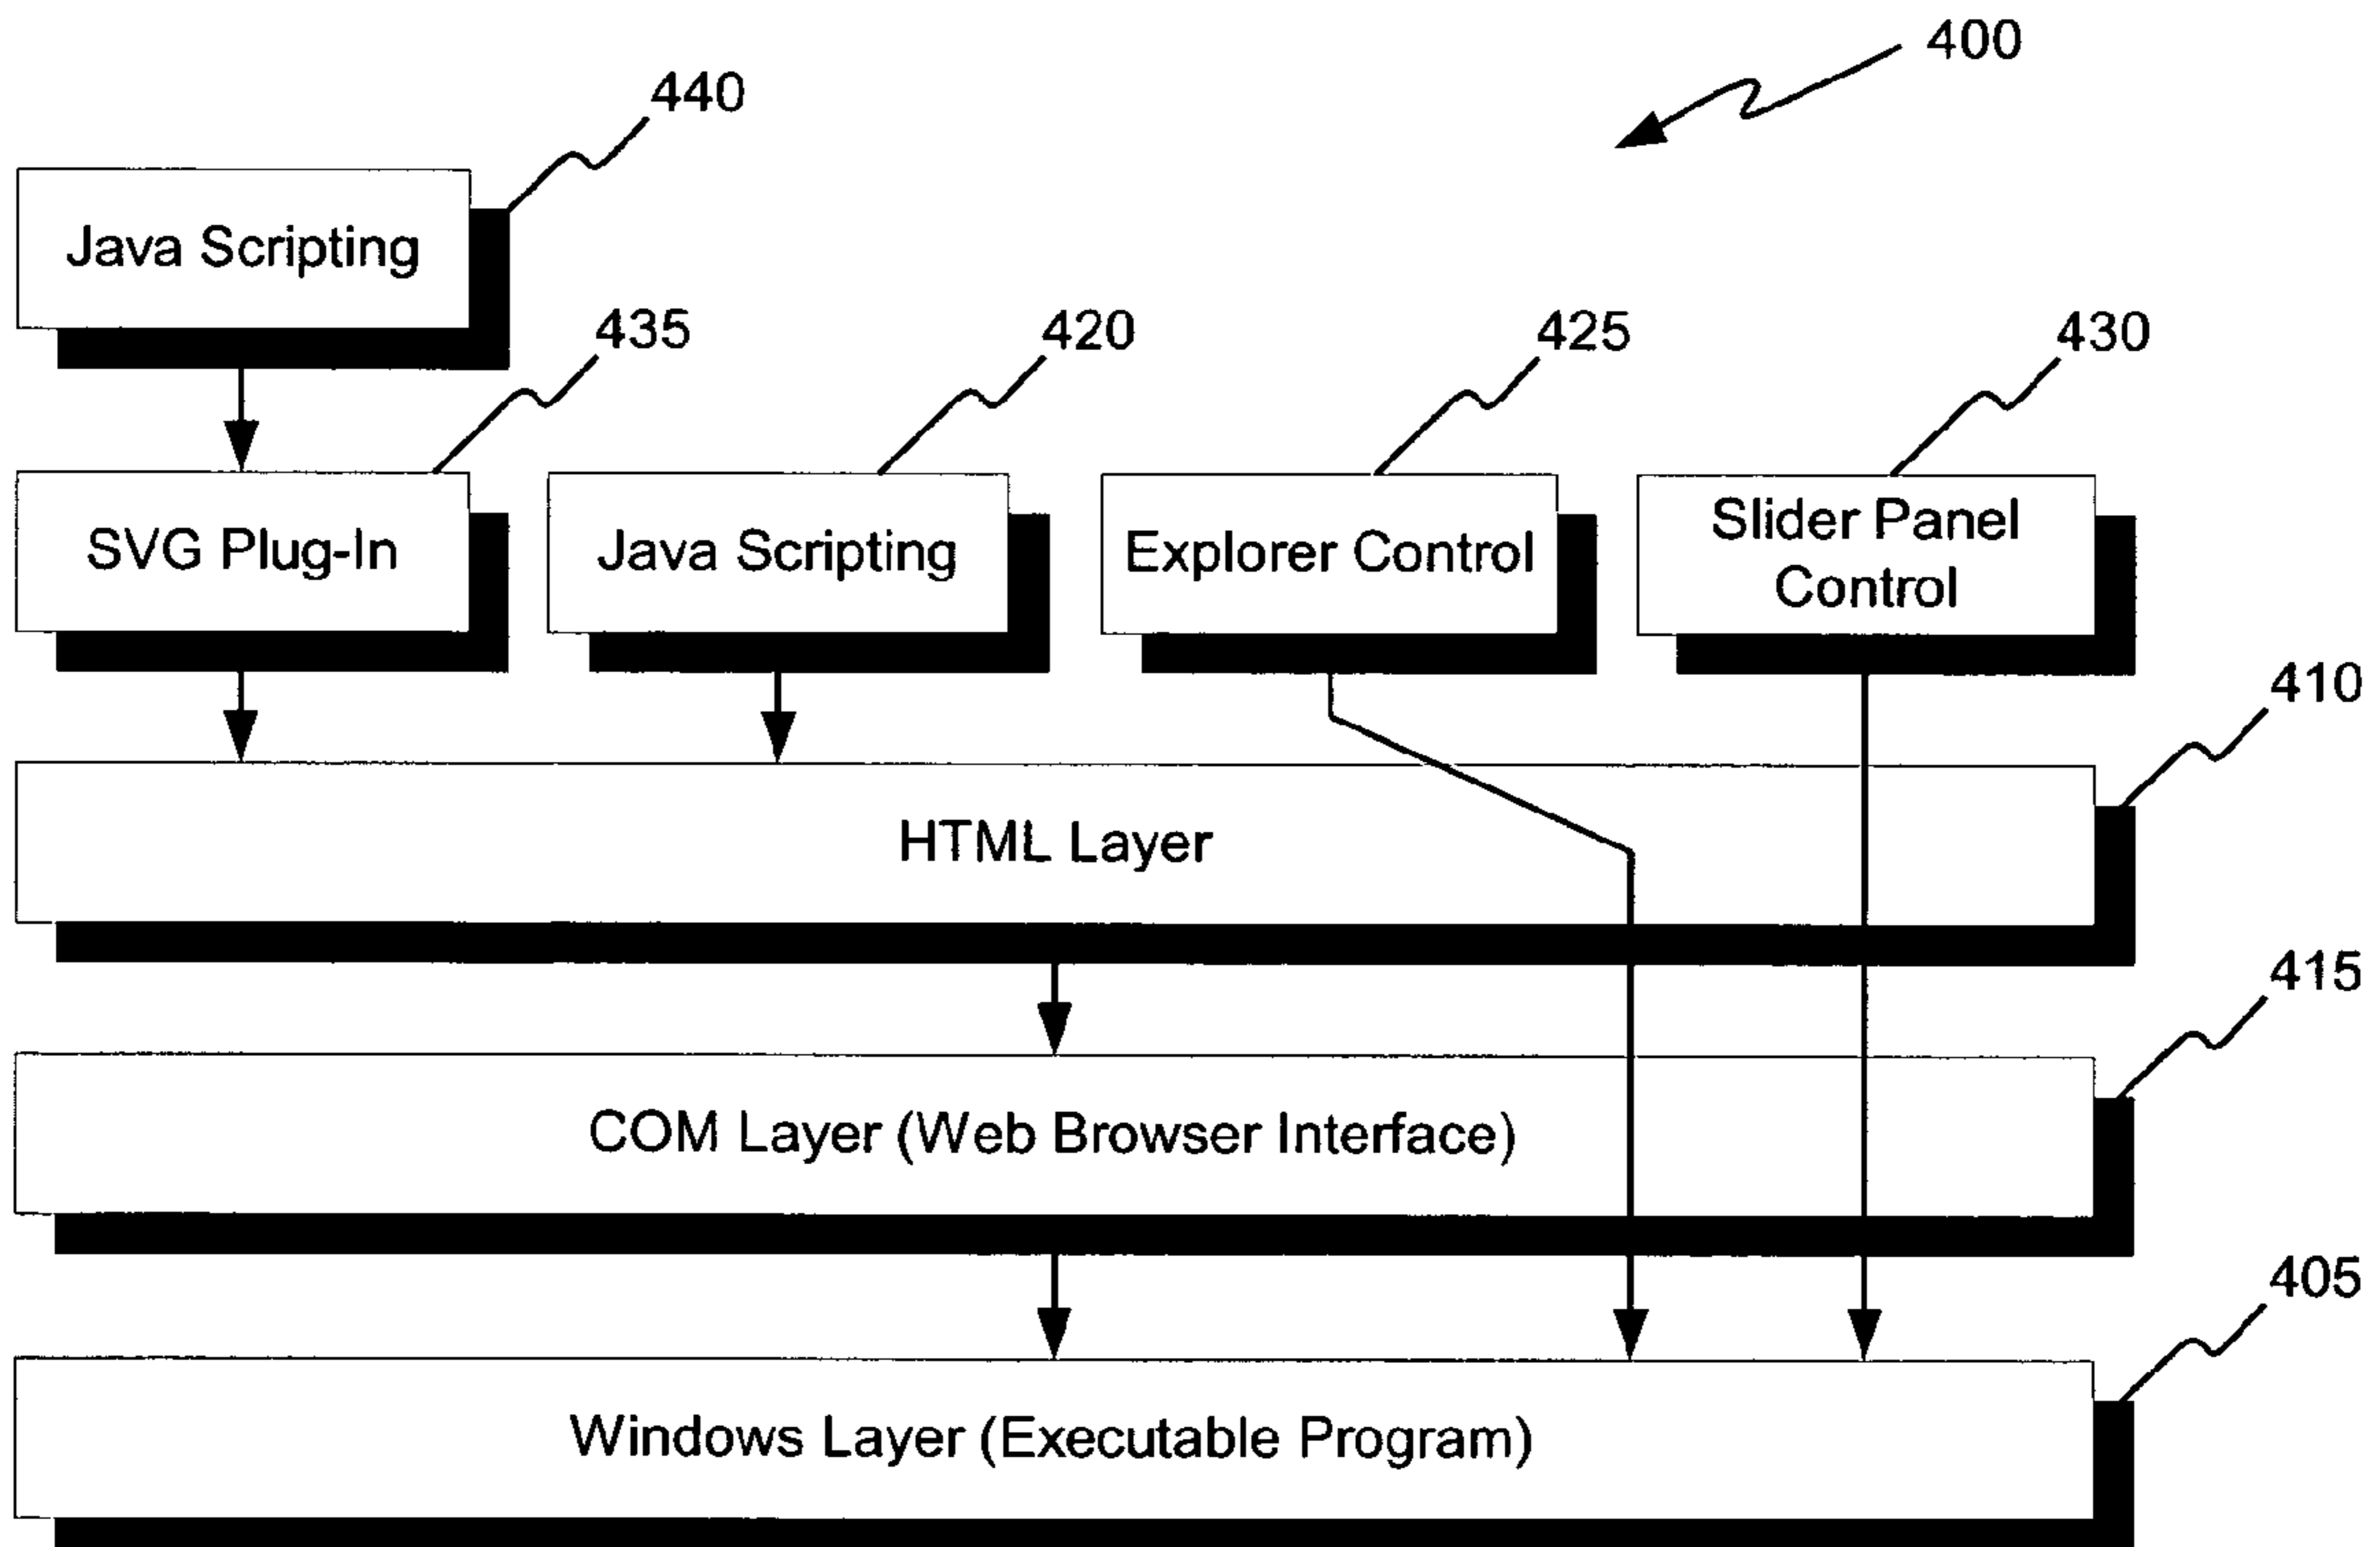 400
440
Java Scripting
435
420
425
430
SVG Plug-In
Java Scripting
Explorer Control
Slider Panel
Control
410
HTML Layer
415
COM Layer (Web Browser Interface)
405
Windows Layer (Executable Program)